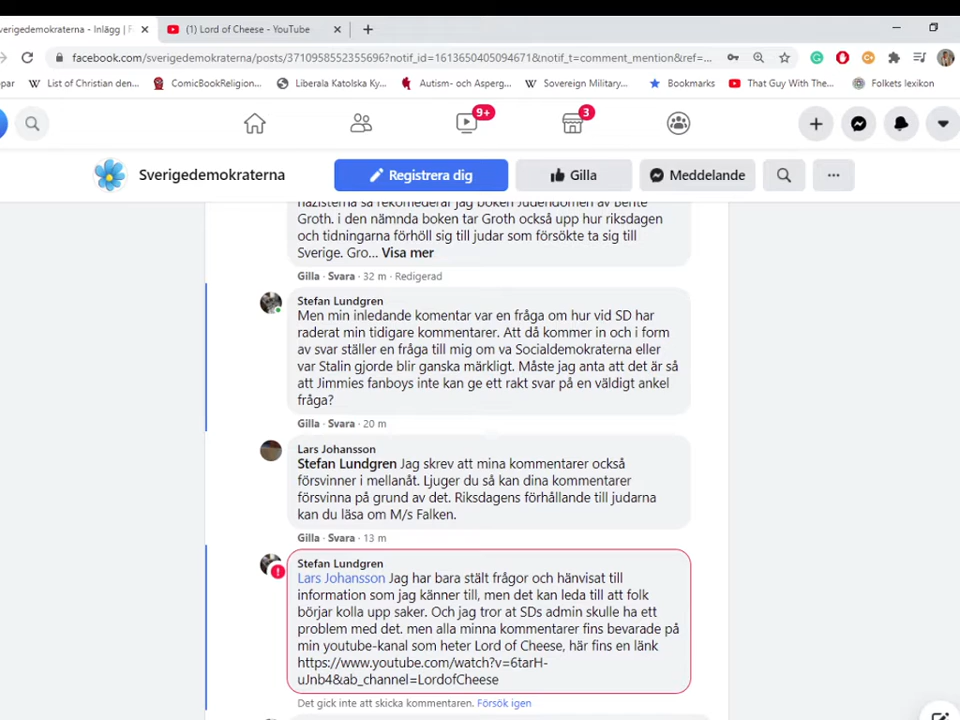 verigedemokraterna - Inlägg | F
(1) Lord of Cheese - YouTube
facebook.com/sverigedemokraterna/posts/3710958552355696?notif_id=1613650405094671&notif_t=comment_mention&ref=...
par
List of Christian den...
ComicBookReligion...
Liberala Katolska Ky...
Autism- och Asperg...
Sovereign Military...
Bookmarks
That Guy With The...
Folkets lexikon
9+
3
Sverigedemokraterna
Registrera dig
Gilla
Meddelande
nazisterna så rekomederar jag boken Judendomen av Bente
Groth. i den nämnda boken tar Groth också upp hur riksdagen
och tidningarna förhöll sig till judar som försökte ta sig till
Sverige. Gro... Visa mer
Gilla · Svara · 32 m · Redigerad
Stefan Lundgren
Men min inledande komentar var en fråga om hur vid SD har
raderat min tidigare kommentarer. Att då kommer in och i form
av svar ställer en fråga till mig om va Socialdemokraterna eller
var Stalin gjorde blir ganska märkligt. Måste jag anta att det är så
att Jimmies fanboys inte kan ge ett rakt svar på en väldigt ankel
fråga?
Gilla · Svara · 20 m
Lars Johansson
Stefan Lundgren Jag skrev att mina kommentarer också
försvinner i mellanåt. Ljuger du så kan dina kommentarer
försvinna på grund av det. Riksdagens förhållande till judarna
kan du läsa om M/s Falken.
Gilla · Svara · 13 m
Stefan Lundgren
Lars Johansson Jag har bara stält frågor och hänvisat till
information som jag känner till, men det kan leda till att folk
börjar kolla upp saker. Och jag tror at SDs admin skulle ha ett
problem med det. men alla minna kommentarer fins bevarade på
min youtube-kanal som heter Lord of Cheese, här fins en länk
https://www.youtube.com/watch?v=6tarH-
uJnb4&ab_channel=LordofCheese
Det gick inte att skicka kommentaren. Försök igen